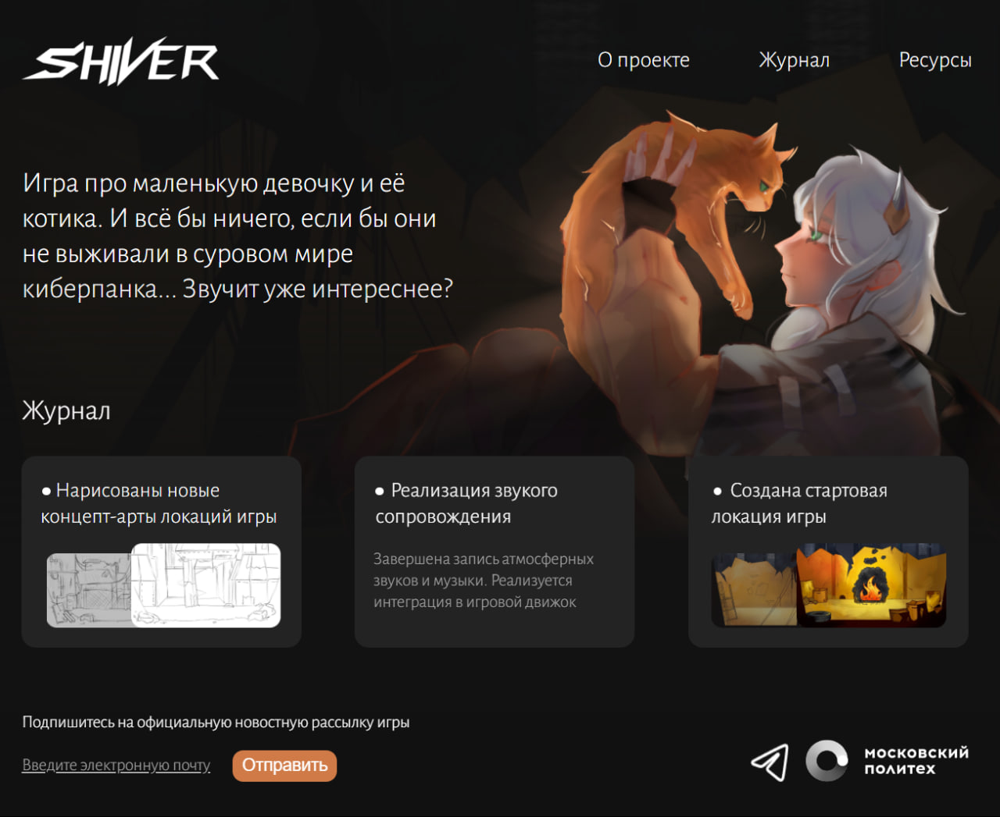 SHIVER
О проекте
Журнал
Ресурсы
Игра про маленькую девочку и её
котика. И всё бы ничего, если бы они
не выживали в суровом мире
киберпанка... Звучит уже интереснее?
Журнал
● Нарисованы новые
концепт-арты локаций игры
● Реализация звукого
сопровождения
Завершена запись атмосферных
звуков и музыки. Реализуется
интеграция в игровой движок
● Создана стартовая
локация игры
Подпишитесь на официальную новостную рассылку игры
Введите электронную почту
Отправить
московский
политех